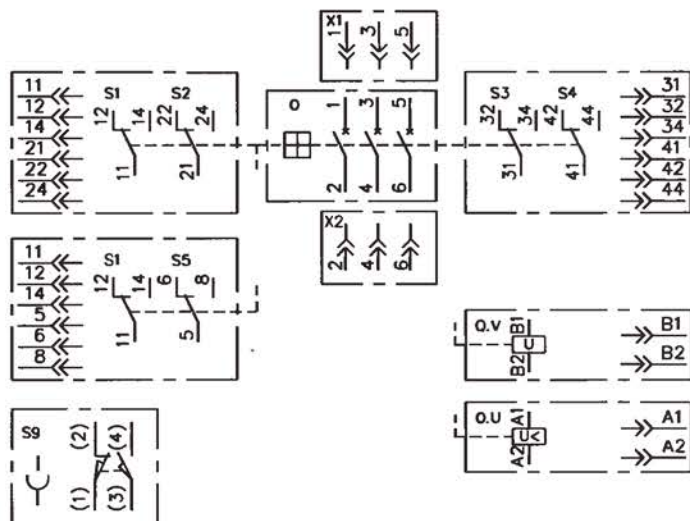 X1
1 3 5
11
12
14
21
22
24
S1 S2
12 14 22 24
11 21
O
1 3 5
2 4 6
S3 S4
32 34 42 44
31 41
31
32
34
41
42
44
X2
2 4 6
11
12
14
5
6
8
S1 S5
12 14 6 8
11 5
O.V
B1
U
B2
B1
B2
S9
(2) (4)
(1) (3)
O.U
A1
U<
A2
A1
A2